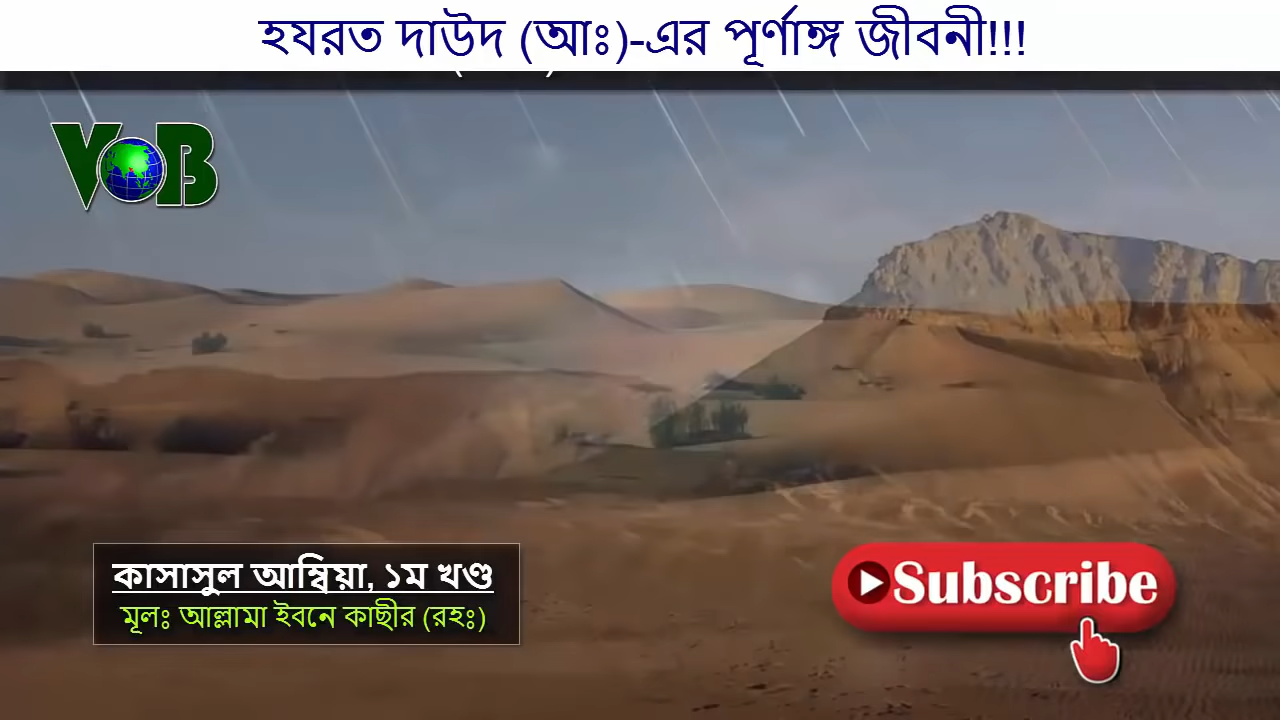 হযরত দাউদ (আঃ)-এর পূর্ণাঙ্গ জীবনী!!!
VOB
কাসাসুল আম্বিয়া, ১ম খণ্ড
মূলঃ আল্লামা ইবনে কাছীর (রহঃ)
Subscribe